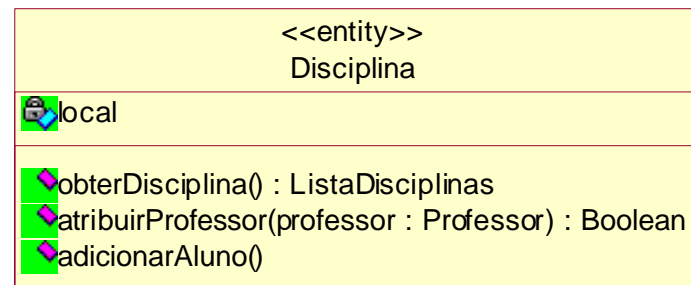 <<entity>>
Disciplina
local
obterDisciplina() : ListaDisciplinas
atribuirProfessor(professor : Professor) : Boolean
adicionarAluno()